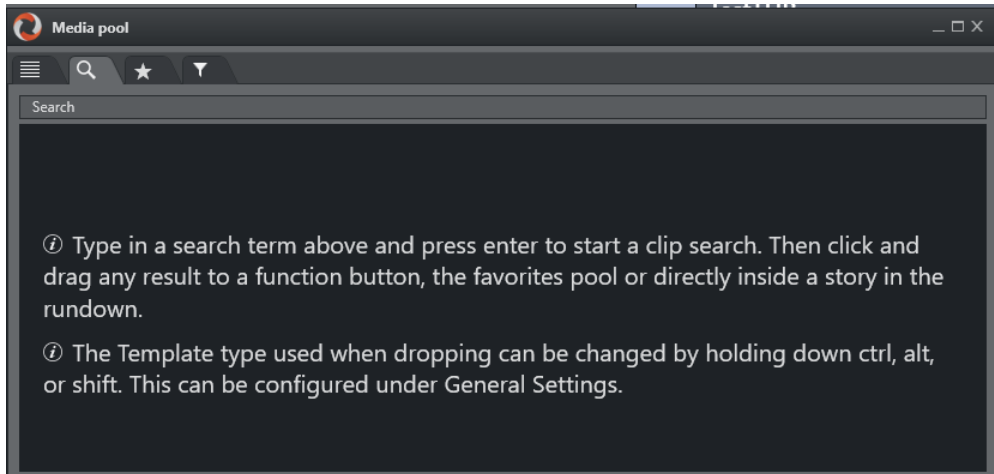 Media pool
Search
Type in a search term above and press enter to start a clip search. Then click and
drag any result to a function button, the favorites pool or directly inside a story in the
rundown.
The Template type used when dropping can be changed by holding down ctrl, alt,
or shift. This can be configured under General Settings.